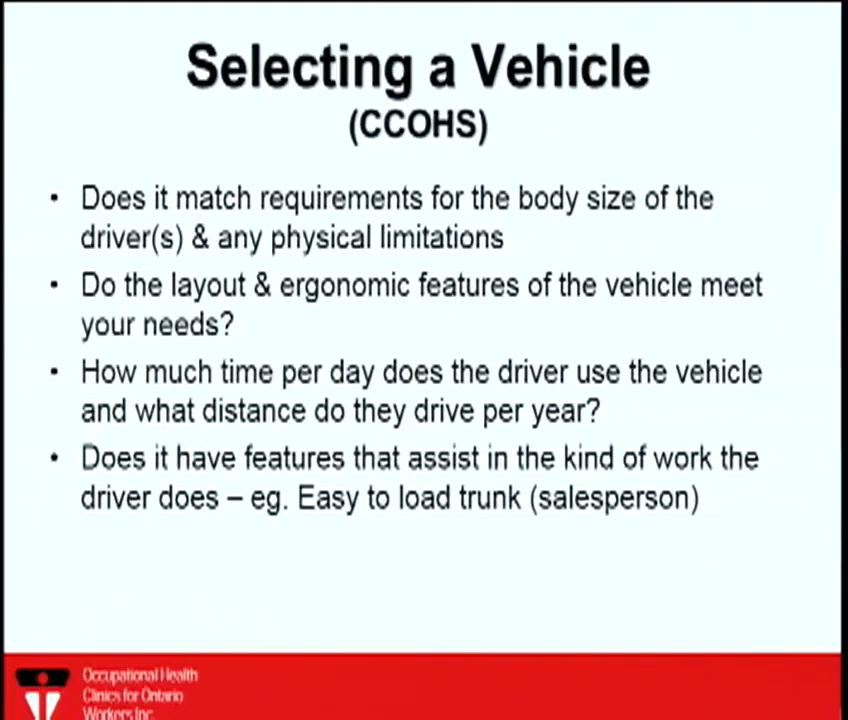 Selecting a Vehicle
(CCOHS)
• Does it match requirements for the body size of the
driver(s) & any physical limitations
• Do the layout & ergonomic features of the vehicle meet
your needs?
• How much time per day does the driver use the vehicle
and what distance do they drive per year?
• Does it have features that assist in the kind of work the
driver does – eg. Easy to load trunk (salesperson)
Occupational Health
Clinics for Ontario
Workers Inc.